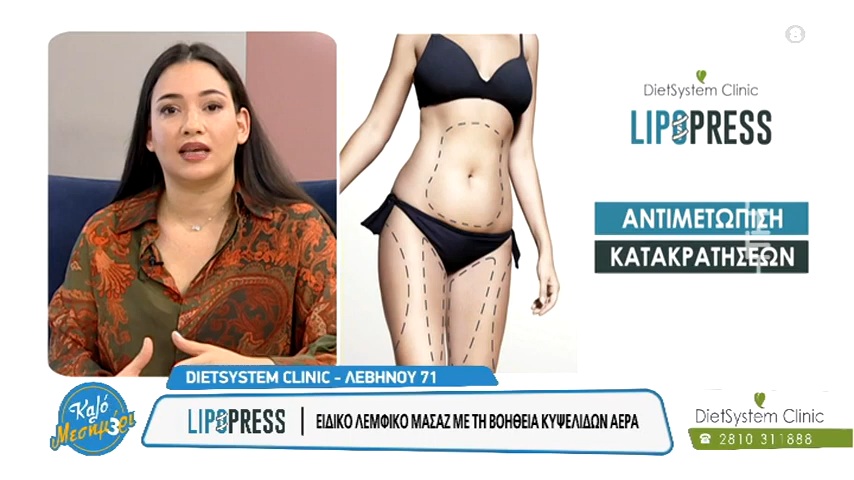 8
DietSystem Clinic
LIPOPRESS
ΑΝΤΙΜΕΤΩΠΙΣΗ
ΚΑΤΑΚΡΑΤΗΣΕΩΝ
DIETSYSTEM CLINIC - ΛΕΒΗΝΟΥ 71
Καλό
Μεσημέρι
LIPOPRESS | ΕΙΔΙΚΟ ΛΕΜΦΙΚΟ ΜΑΣΑΖ ΜΕ ΤΗ ΒΟΗΘΕΙΑ ΚΥΨΕΛΙΔΩΝ ΑΕΡΑ
DietSystem Clinic
2810 311888